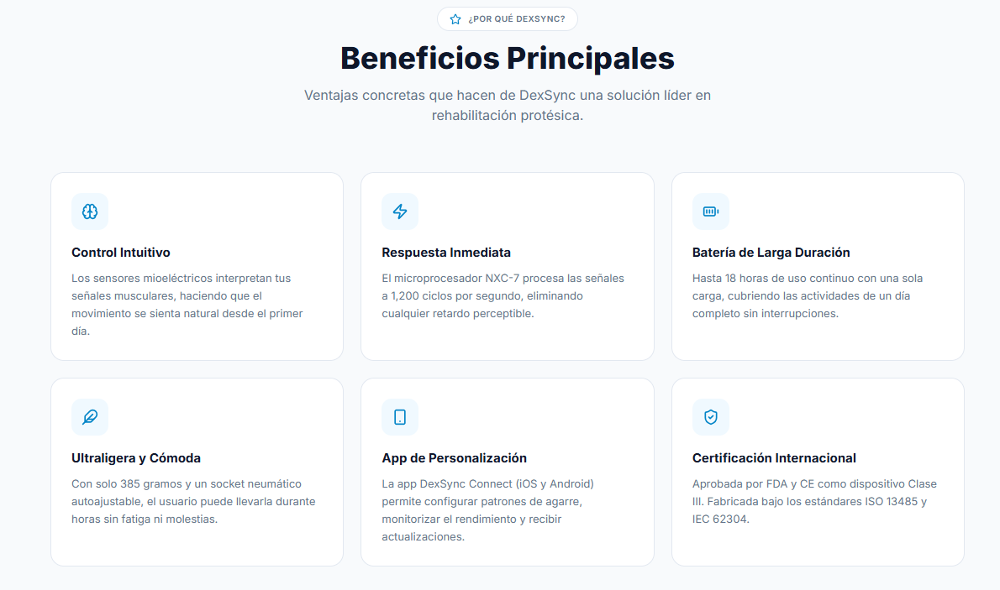 ¿POR QUÉ DEXSYNC?
Beneficios Principales
Ventajas concretas que hacen de DexSync una solución líder en
rehabilitación protésica.
Control Intuitivo
Los sensores mioeléctricos interpretan tus
señales musculares, haciendo que el
movimiento se sienta natural desde el primer
día.
Respuesta Inmediata
El microprocesador NXC-7 procesa las señales
a 1,200 ciclos por segundo, eliminando
cualquier retardo perceptible.
Batería de Larga Duración
Hasta 18 horas de uso continuo con una sola
carga, cubriendo las actividades de un día
completo sin interrupciones.
Ultraligera y Cómoda
Con solo 385 gramos y un socket neumático
autoajustable, el usuario puede llevarla durante
horas sin fatiga ni molestias.
App de Personalización
La app DexSync Connect (iOS y Android)
permite configurar patrones de agarre,
monitorizar el rendimiento y recibir
actualizaciones.
Certificación Internacional
Aprobada por FDA y CE como dispositivo Clase
III. Fabricada bajo los estándares ISO 13485 y
IEC 62304.